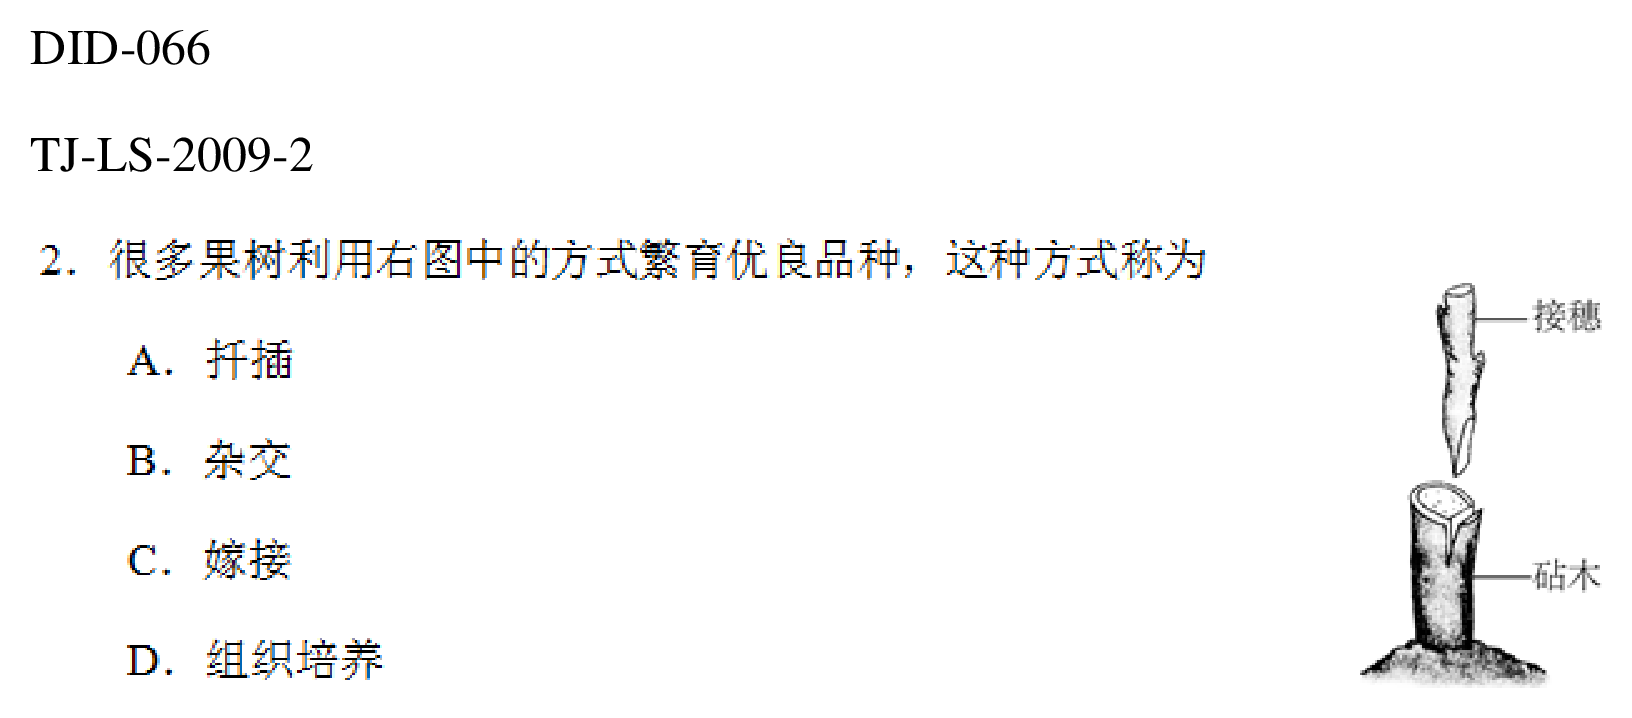 DID-066
TJ-LS-2009-2
2． 很多果树利用右图中的方式繁育优良品种，这种方式称为
接穗
A． 扦插
B． 杂交
C． 嫁接
砧木
D． 组织培养